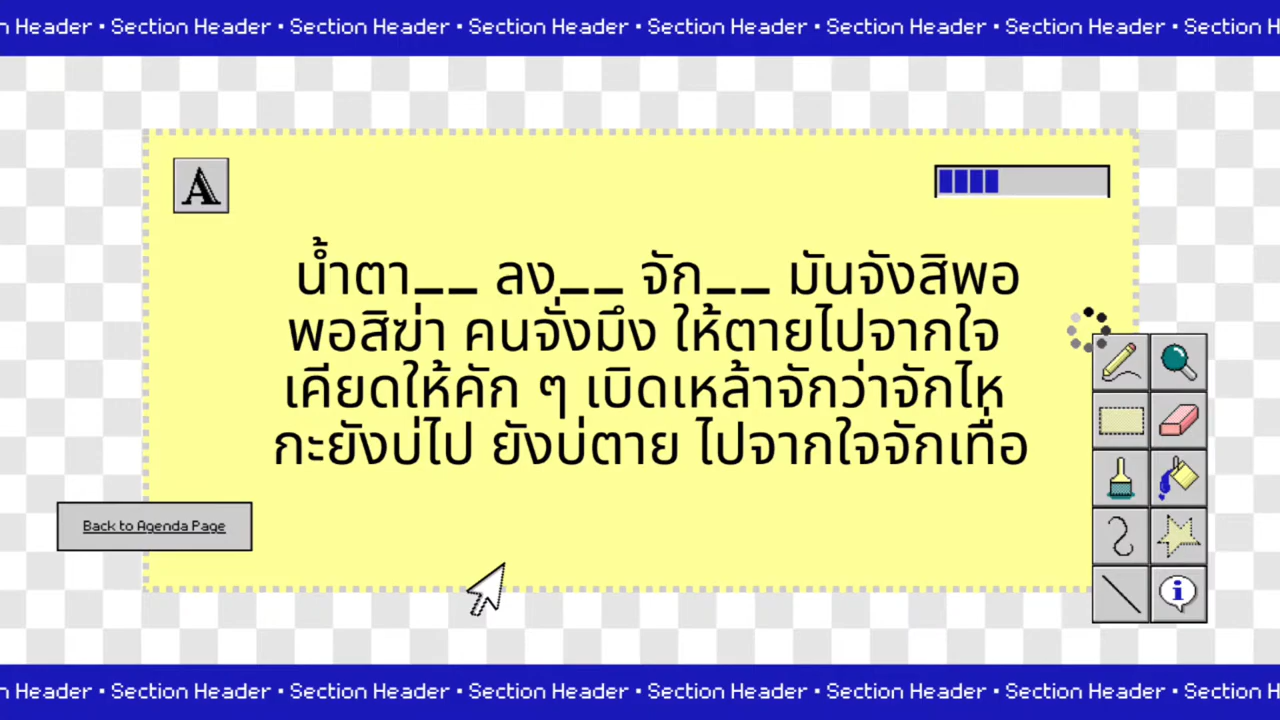 n Header • Section Header • Section Header • Section Header • Section Header • Section Header • Section Header • Section H
A
น้ำตา__ ลง__ จัก__ มันจังสิพอ
พอสิฆ่า คนจั่งมึง ให้ตายไปจากใจ
เคียดให้คัก ๆ เบิดเหล้าจักว่าจักไห
กะยังบ่ไป ยังบ่ตาย ไปจากใจจักเทื่อ
Back to Agenda Page
i
n Header • Section Header • Section Header • Section Header • Section Header • Section Header • Section Header • Section H